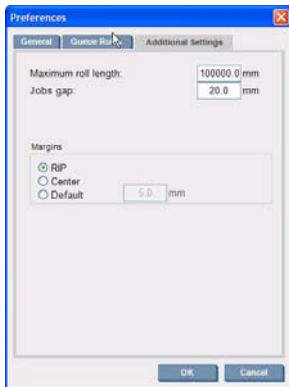 Preferences
General Queue Additional Settings
Maximum roll length: 100000.0 mm
Jobs gap: 20.0 mm
Margins
RIP
Center
Default 5.0 mm
OK Cancel